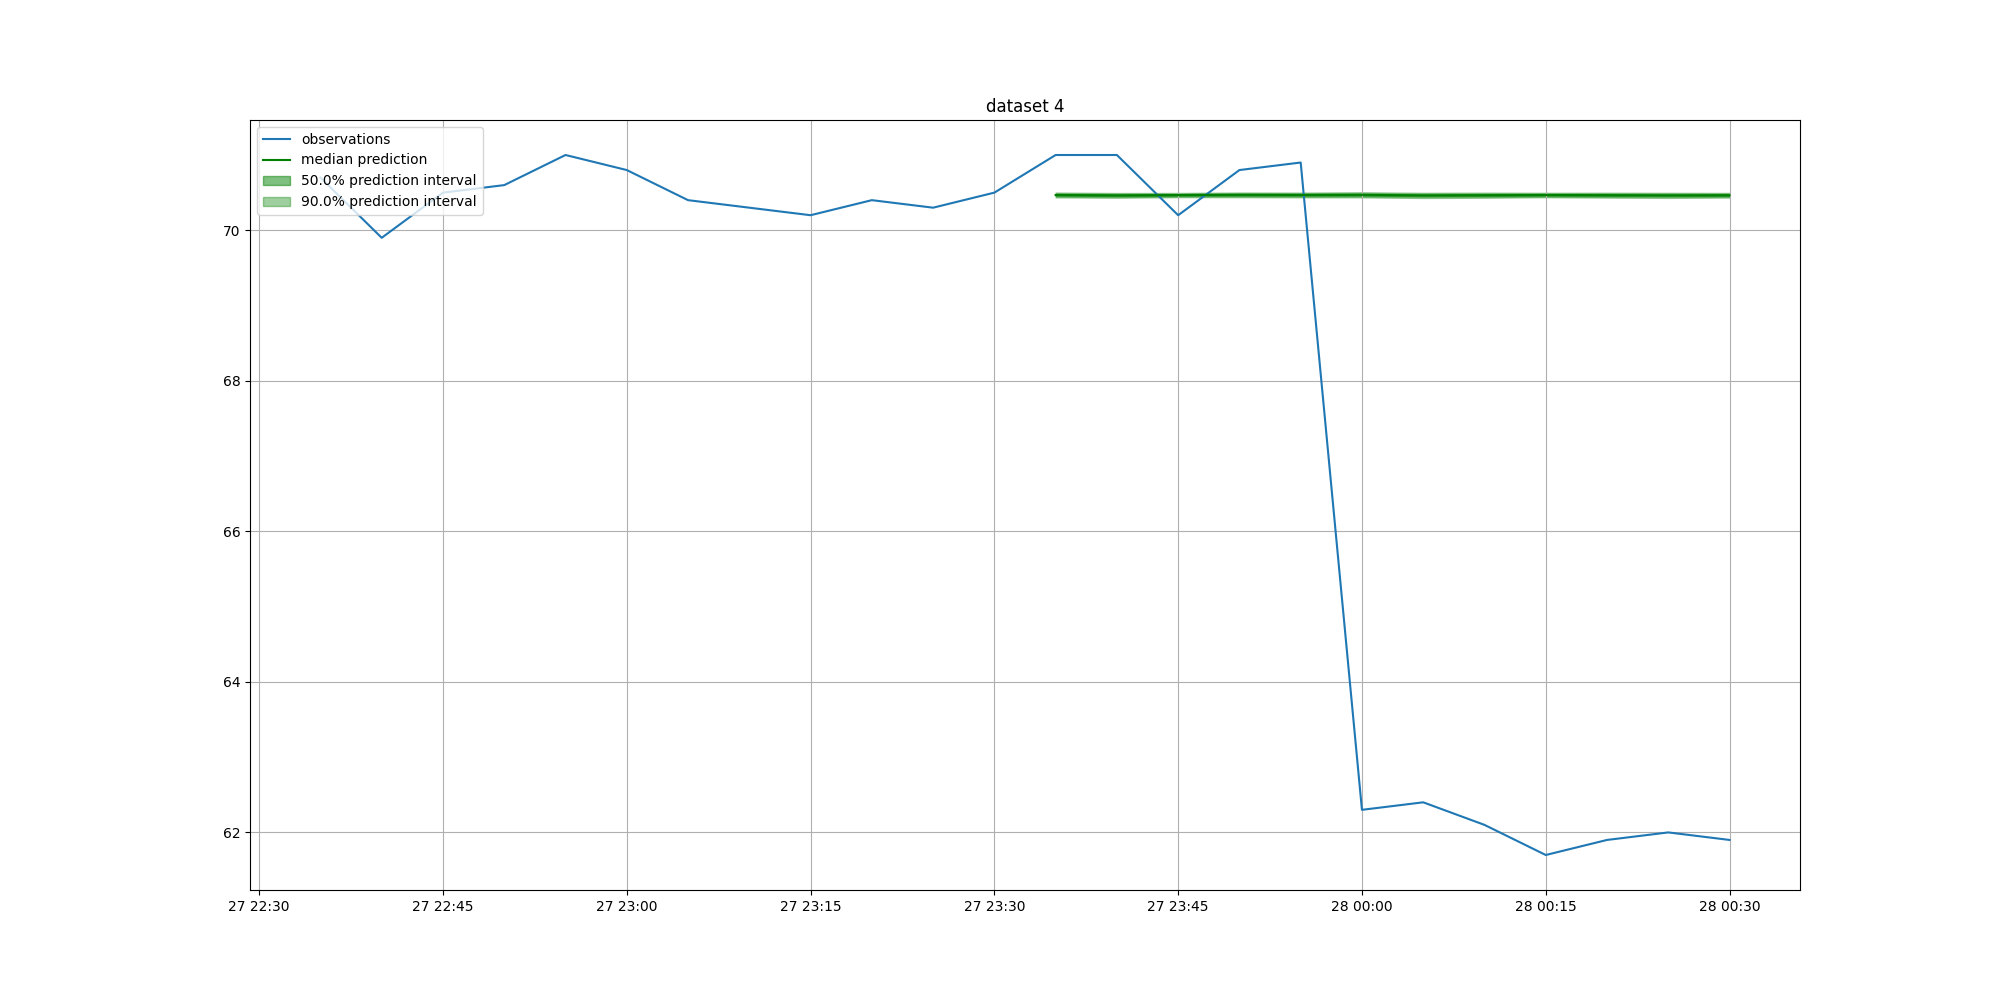 dataset 4
observations
median prediction
50.0% prediction interval
90.0% prediction interval
70
68
66
64
62
27 22:30 27 22:45 27 23:00 27 23:15 27 23:30 27 23:45 28 00:00 28 00:15 28 00:30